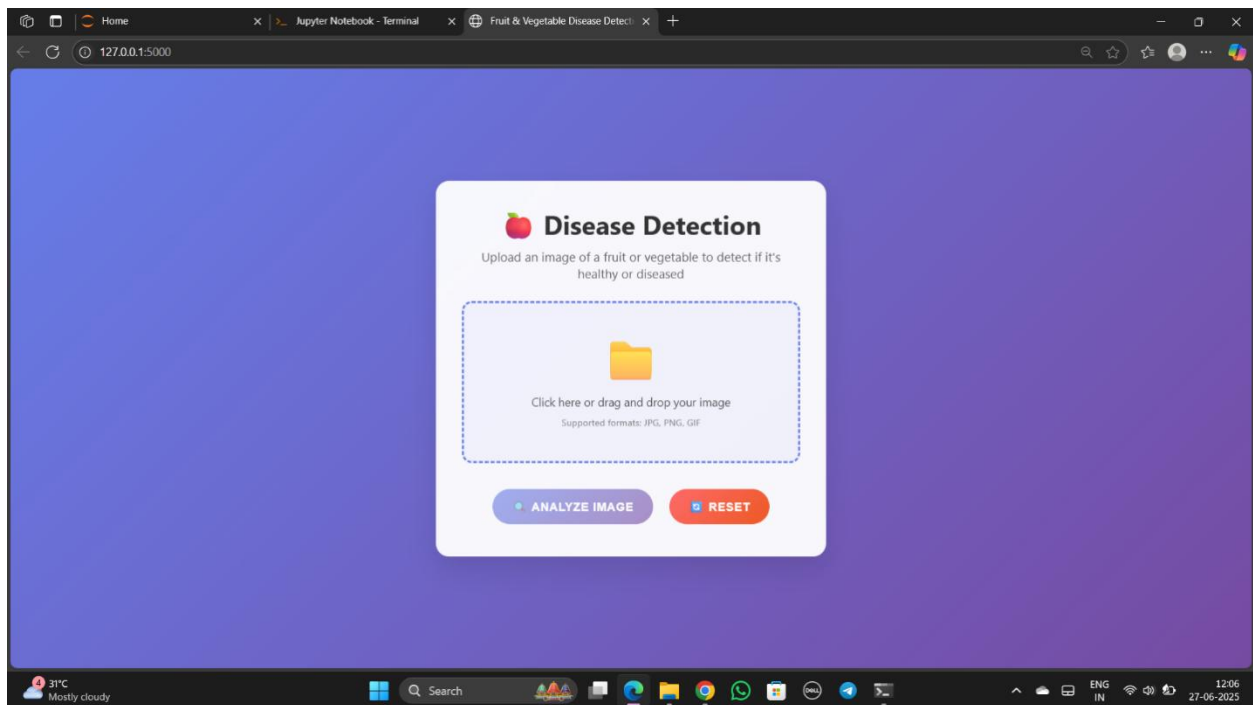 Home
Jupyter Notebook - Terminal
Fruit & Vegetable Disease Detecti
127.0.0.1:5000
Disease Detection
Upload an image of a fruit or vegetable to detect if it's
healthy or diseased
Click here or drag and drop your image
Supported formats: JPG, PNG, GIF
ANALYZE IMAGE
RESET
4
31°C
Mostly cloudy
Search
DELL
ENG
IN
12:06
27-06-2025